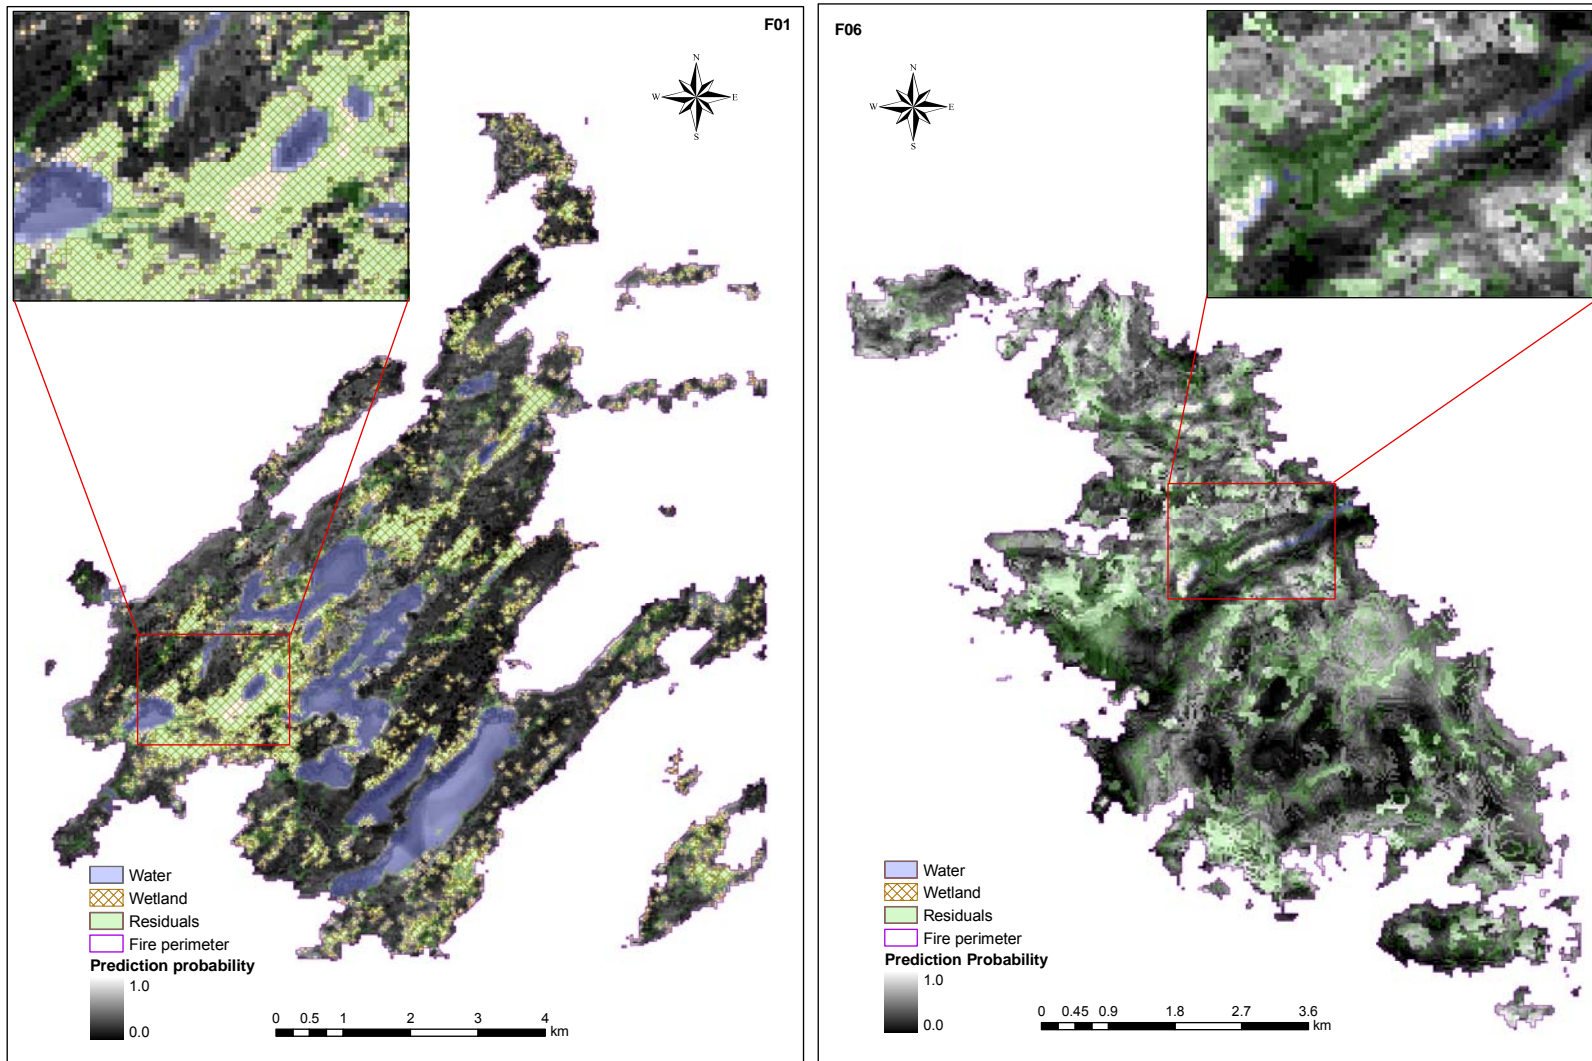 F01
N
W E
S
Water
Wetland
Residuals
Fire perimeter
Prediction probability
1.0
0.0
0 0.5 1 2 3 4
km
F06
N
W E
S
Water
Wetland
Residuals
Fire perimeter
Prediction Probability
1.0
0.0
0 0.45 0.9 1.8 2.7 3.6
km